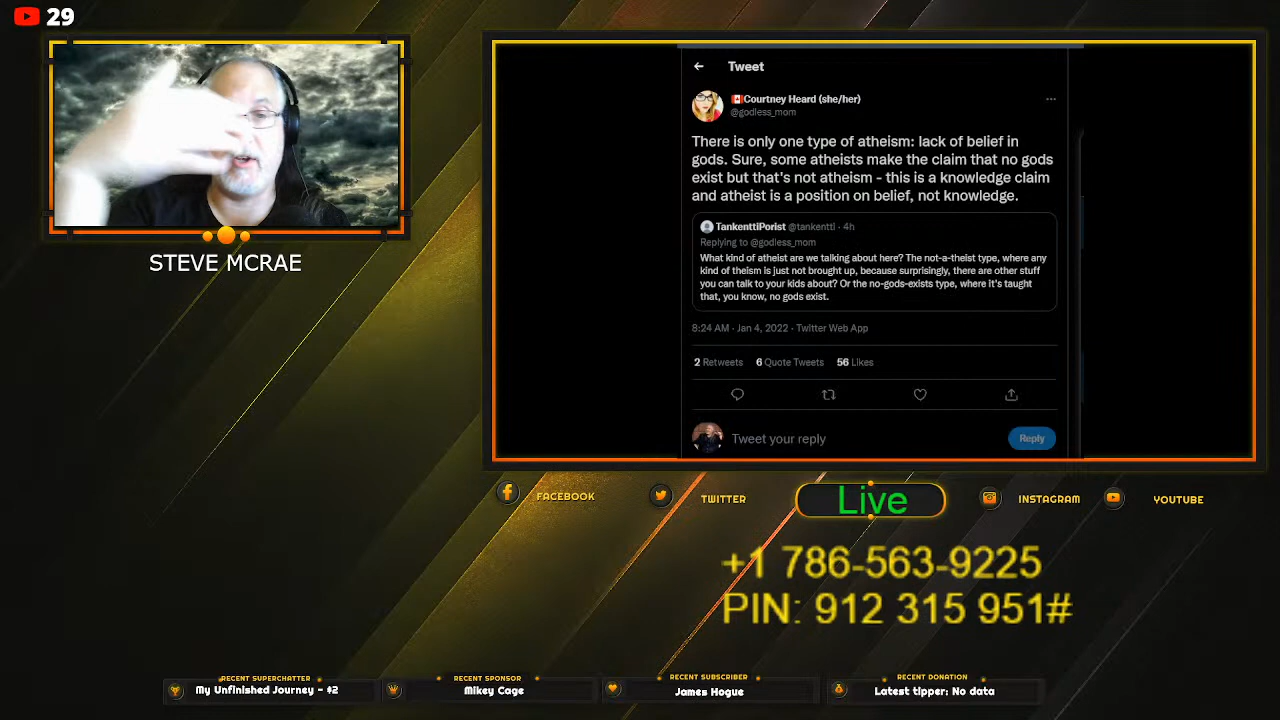 29
STEVE MCRAE
Tweet
Courtney Heard (she/her)
@godless_mom
There is only one type of atheism: lack of belief in
gods. Sure, some atheists make the claim that no gods
exist but that's not atheism - this is a knowledge claim
and atheist is a position on belief, not knowledge.
TankenttiPorist @tankentti · 4h
Replying to @godless_mom
What kind of atheist are we talking about here? The not-a-theist type, where any
kind of theism is just not brought up, because surprisingly, there are other stuff
you can talk to your kids about? Or the no-gods-exists type, where it's taught
that, you know, no gods exist.
8:24 AM · Jan 4, 2022 · Twitter Web App
2 Retweets 6 Quote Tweets 56 Likes
Tweet your reply
Reply
FACEBOOK TWITTER Live INSTAGRAM YOUTUBE
+1 786-563-9225
PIN: 912 315 951#
RECENT SUPERCHATTER
My Unfinished Journey - $2
RECENT SPONSOR
Mikey Cage
RECENT SUBSCRIBER
James Hogue
RECENT DONATION
Latest tipper: No data